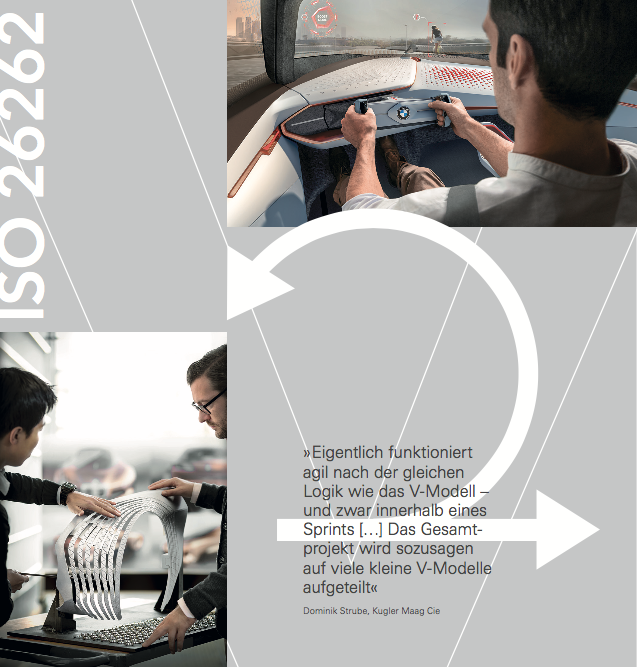 ISO 26262
»Eigentlich funktioniert
agil nach der gleichen
Logik wie das V-Modell –
und zwar innerhalb eines
Sprints [...] Das Gesamt-
projekt wird sozusagen
auf viele kleine V-Modelle
aufgeteilt«
Dominik Strube, Kugler Maag Cie